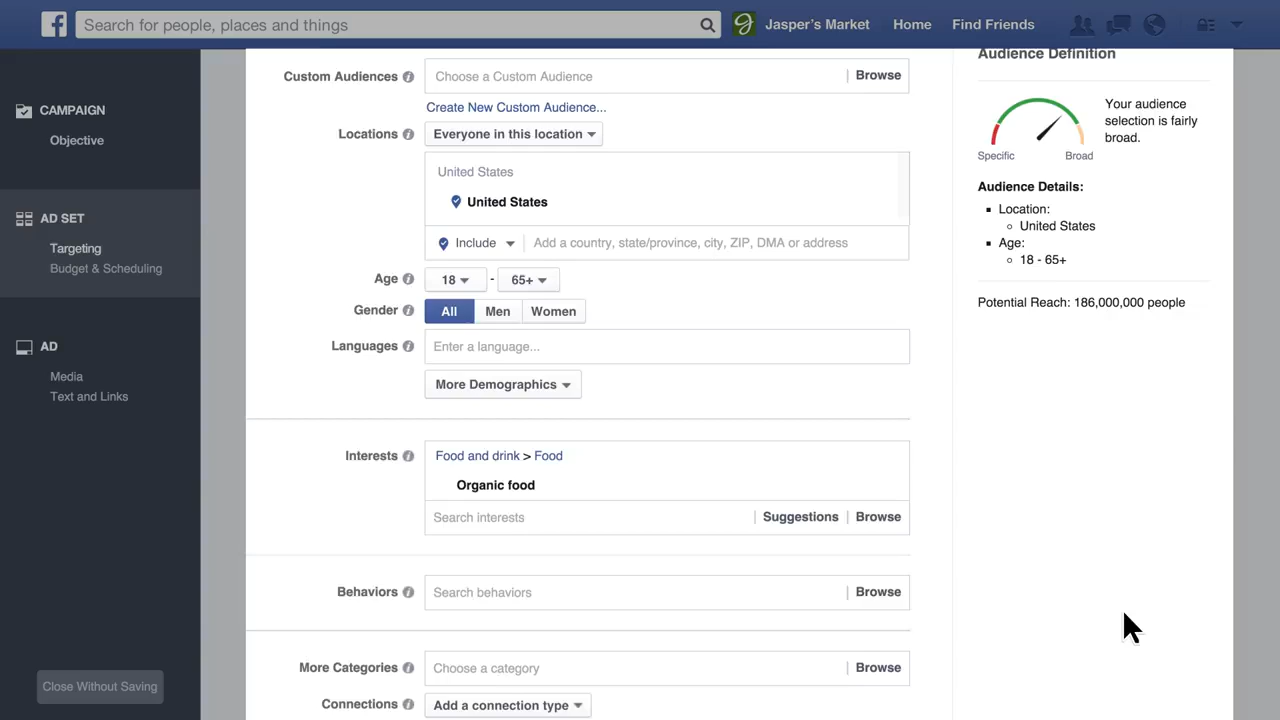 Search for people, places and things
Jasper's Market
Home
Find Friends
CAMPAIGN
Objective
AD SET
Targeting
Budget & Scheduling
AD
Media
Text and Links
Close Without Saving
Custom Audiences
Choose a Custom Audience
Browse
Create New Custom Audience...
Locations
Everyone in this location
United States
United States
Include
Add a country, state/province, city, ZIP, DMA or address
Age
18 - 65+
Gender
All Men Women
Languages
Enter a language...
More Demographics
Interests
Food and drink > Food
Organic food
Search interests
Suggestions
Browse
Behaviors
Search behaviors
Browse
More Categories
Choose a category
Browse
Connections
Add a connection type
Audience Definition
Your audience
selection is fairly
broad.
Specific
Broad
Audience Details:
Location:
United States
Age:
18 - 65+
Potential Reach: 186,000,000 people